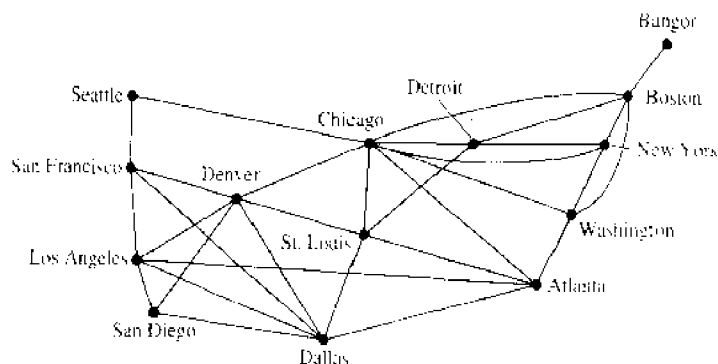 Bangor
Detroit
Seattle
Boston
Chicago
New York
San Francisco
Denver
Washington
St. Louis
Los Angeles
Atlanta
San Diego
Dallas